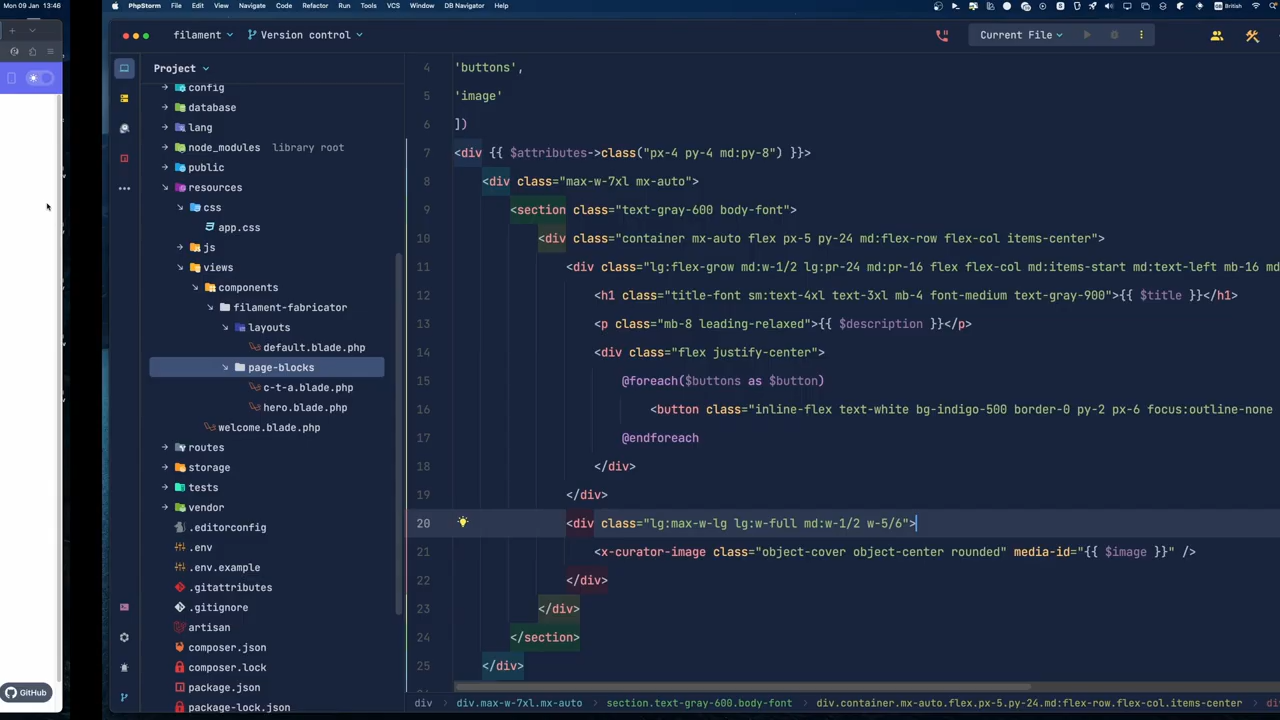 Mon 09 Jan 13:46
PhpStorm File Edit View Navigate Code Refactor Run Tools VCS Window DB Navigator Help British
filament Version control Current File
Project
config
database
lang
node_modules library root
public
resources
css
app.css
js
views
components
filament-fabricator
layouts
default.blade.php
page-blocks
c-t-a.blade.php
hero.blade.php
welcome.blade.php
routes
storage
tests
vendor
.editorconfig
.env
.env.example
.gitattributes
.gitignore
artisan
composer.json
composer.lock
package.json
package-lock.json
GitHub
4 'buttons',
5 'image'
6 ])
7 <div {{ $attributes->class("px-4 py-4 md:py-8") }}>
8 <div class="max-w-7xl mx-auto">
9 <section class="text-gray-600 body-font">
10 <div class="container mx-auto flex px-5 py-24 md:flex-row flex-col items-center">
11 <div class="lg:flex-grow md:w-1/2 lg:pr-24 md:pr-16 flex flex-col md:items-start md:text-left mb-16 md
12 <h1 class="title-font sm:text-4xl text-3xl mb-4 font-medium text-gray-900">{{ $title }}</h1>
13 <p class="mb-8 leading-relaxed">{{ $description }}</p>
14 <div class="flex justify-center">
15 @foreach($buttons as $button)
16 <button class="inline-flex text-white bg-indigo-500 border-0 py-2 px-6 focus:outline-none
17 @endforeach
18 </div>
19 </div>
20 <div class="lg:max-w-lg lg:w-full md:w-1/2 w-5/6">
21 <x-curator-image class="object-cover object-center rounded" media-id="{{ $image }}" />
22 </div>
23 </div>
24 </section>
25 </div>
div div.max-w-7xl.mx-auto section.text-gray-600.body-font div.container.mx-auto.flex.px-5.py-24.md:flex-row.flex-col.items-center